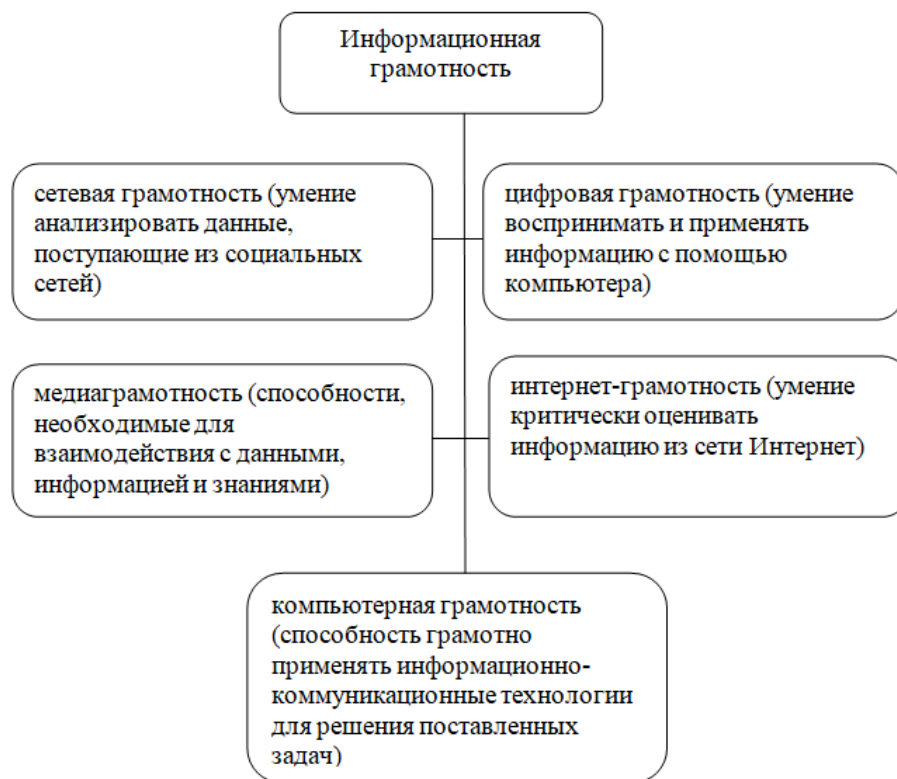 Информационная
грамотность
сетевая грамотность (умение
анализировать данные,
поступающие из социальных
сетей)
цифровая грамотность (умение
воспринимать и применять
информацию с помощью
компьютера)
медиаграмотность (способности,
необходимые для
взаимодействия с данными,
информацией и знаниями)
интернет-грамотность (умение
критически оценивать
информацию из сети Интернет)
компьютерная грамотность
(способность грамотно
применять информационно-
коммуникационные технологии
для решения поставленных
задач)